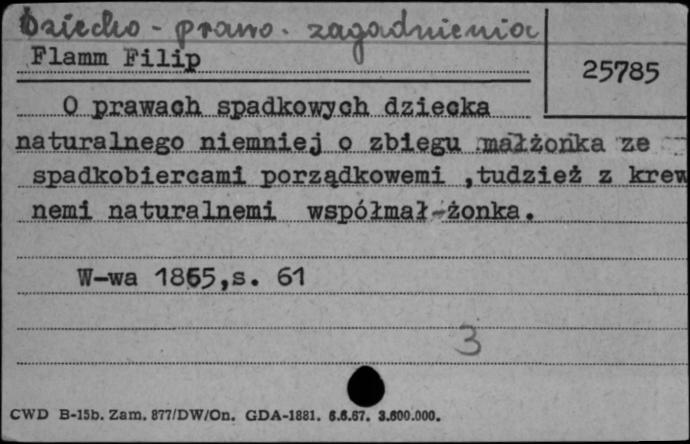 Dziecko - prawo - zagadnienia
Flamm Filip
25785
O prawach spadkowych dziecka
naturalnego niemniej o zbiegu małżonka ze
spadkobiercami porządkowemi ,tudzież z krew
nemi naturalnemi współmał-żonka.
W-wa 1865,s. 61
3
CWD B-15b. Zam. 877/DW/On. GDA-1881. 6.6.67. 3.600.000.